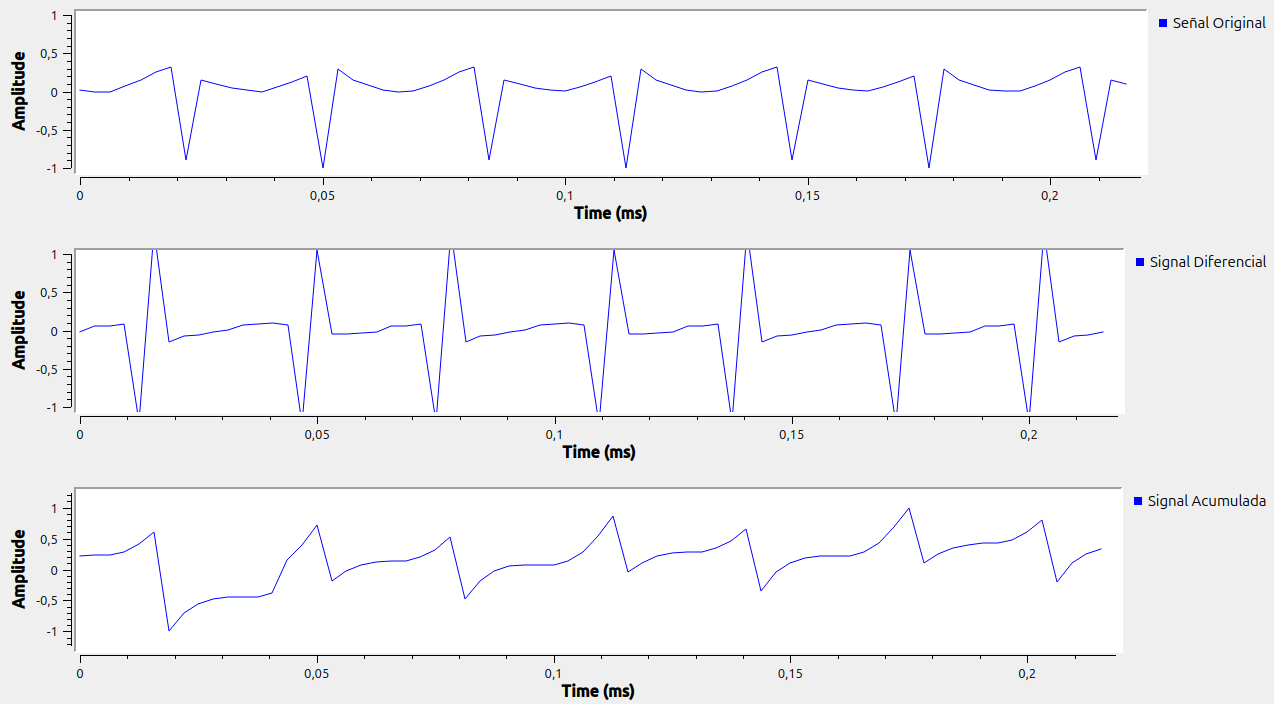 Señal Original
Amplitude
1
0,5
0
-0,5
-1
0 0,05 0,1 0,15 0,2
Time (ms)
Signal Diferencial
Amplitude
1
0,5
0
-0,5
-1
0 0,05 0,1 0,15 0,2
Time (ms)
Signal Acumulada
Amplitude
1
0,5
0
-0,5
-1
0 0,05 0,1 0,15 0,2
Time (ms)